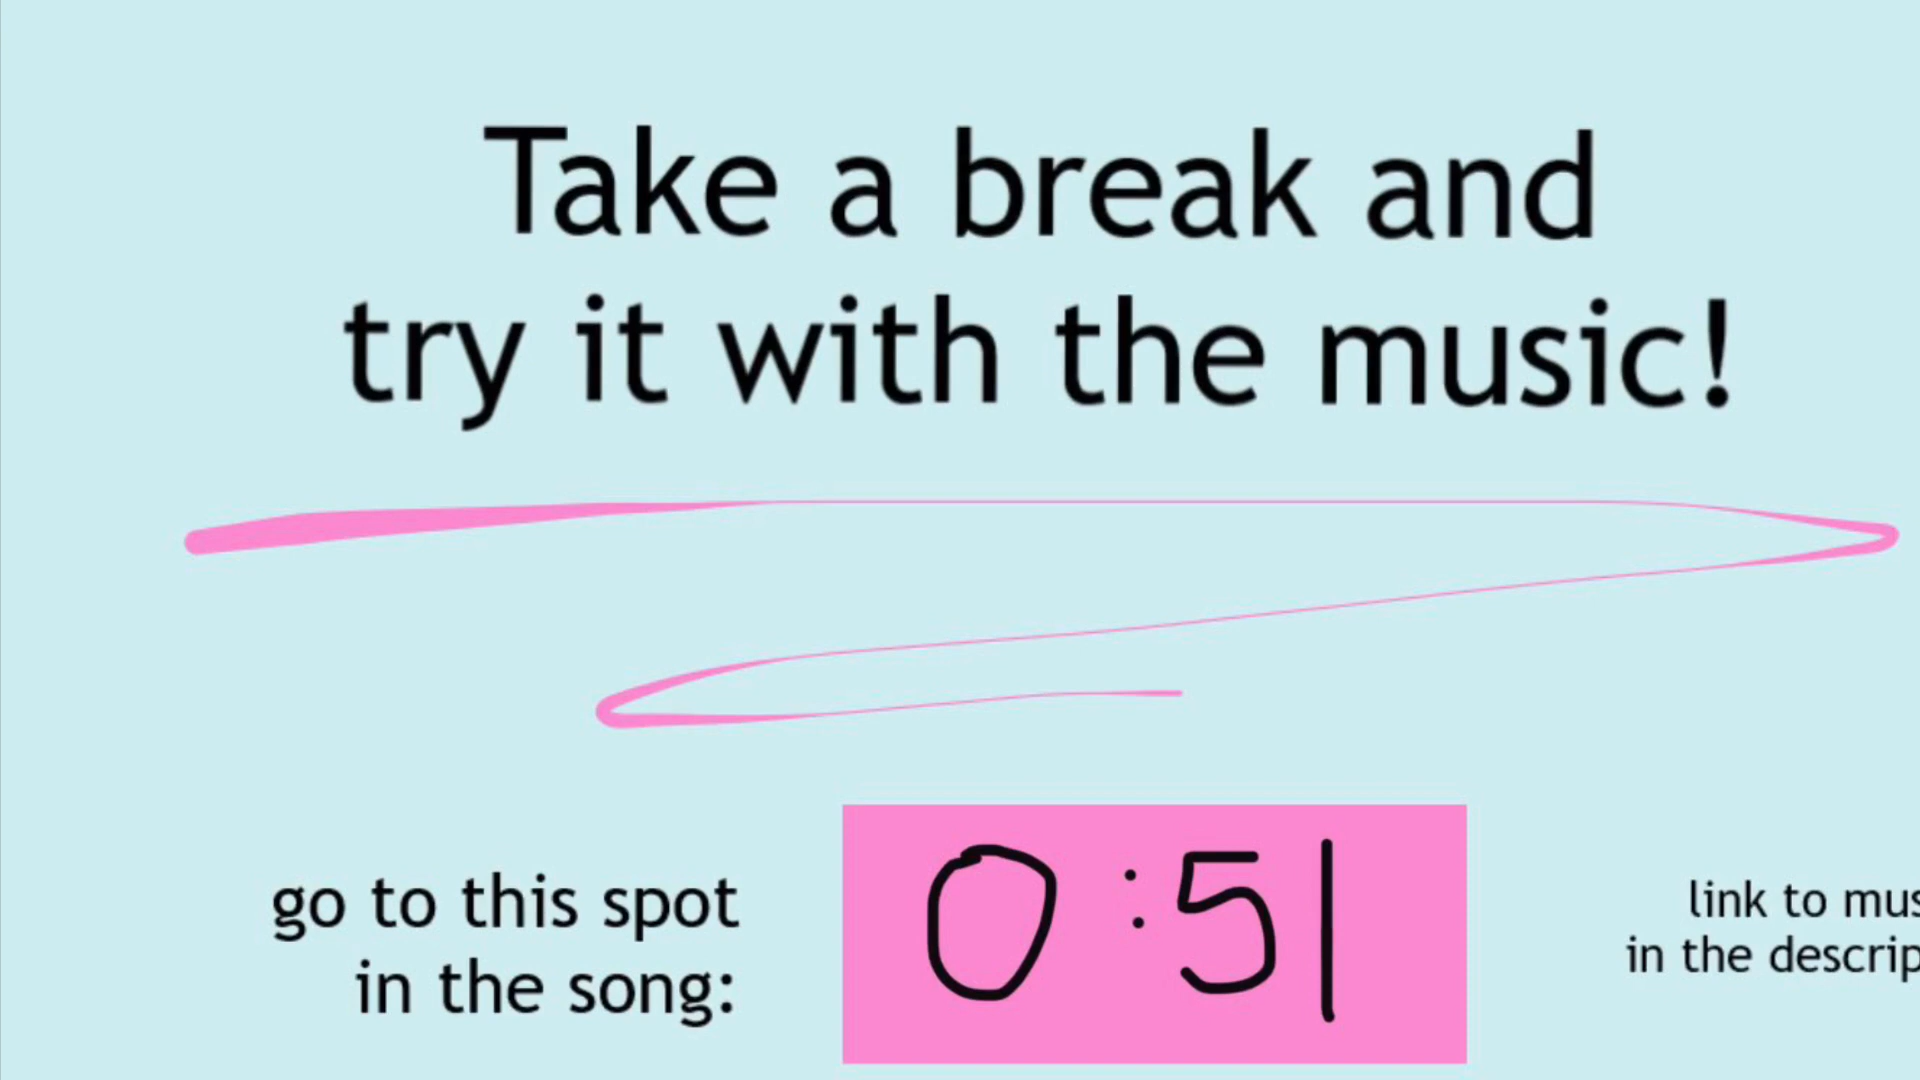 Take a break and
try it with the music!
go to this spot
in the song:
0:51
link to mus
in the descrip